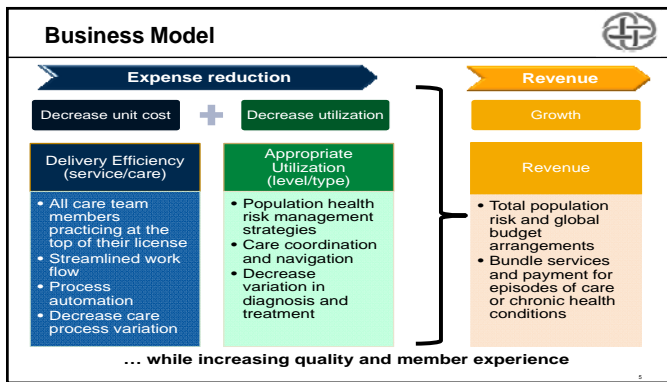 Business Model
Expense reduction
Revenue
Decrease unit cost
Decrease utilization
Growth
Delivery Efficiency
(service/care)
• All care team
members
practicing at the
top of their license
• Streamlined work
flow
• Process
automation
• Decrease care
process variation
Appropriate
Utilization
(level/type)
• Population health
risk management
strategies
• Care coordination
and navigation
• Decrease
variation in
diagnosis and
treatment
Revenue
• Total population
risk and global
budget
arrangements
• Bundle services
and payment for
episodes of care
or chronic health
conditions
... while increasing quality and member experience
5